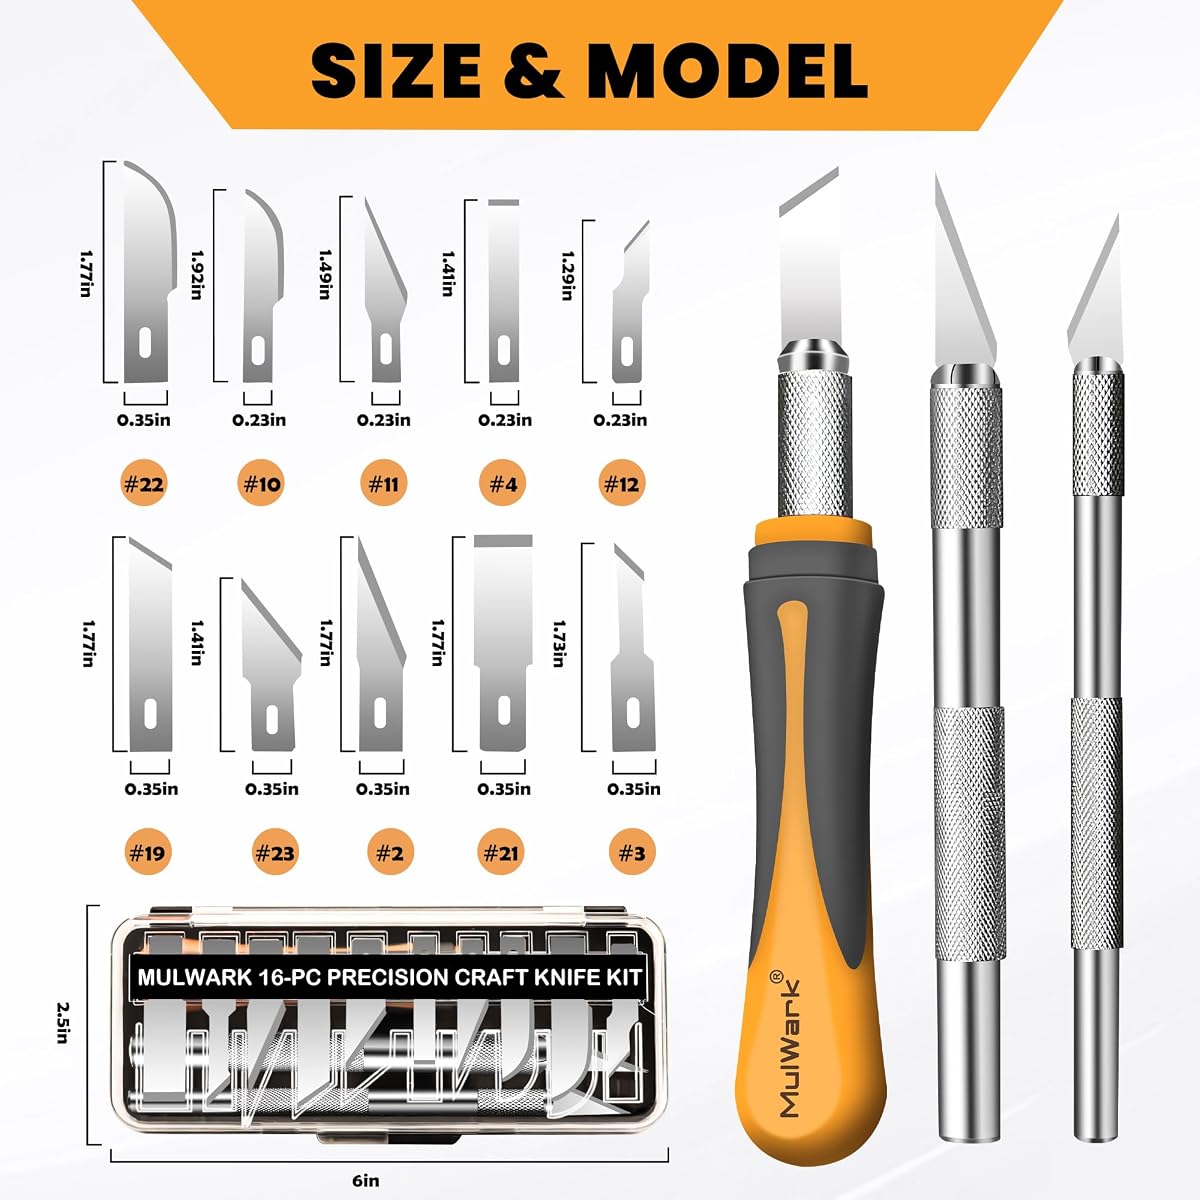 SIZE & MODEL
1.77in
1.92in
1.49in
1.41in
1.29in
0.35in
0.23in
0.23in
0.23in
0.23in
#22
#10
#11
#4
#12
1.77in
1.41in
1.77in
1.77in
1.73in
0.35in
0.35in
0.35in
0.35in
0.35in
#19
#23
#2
#21
#3
MULWARK 16-PC PRECISION CRAFT KNIFE KIT
2.5in
6in
MulWark®